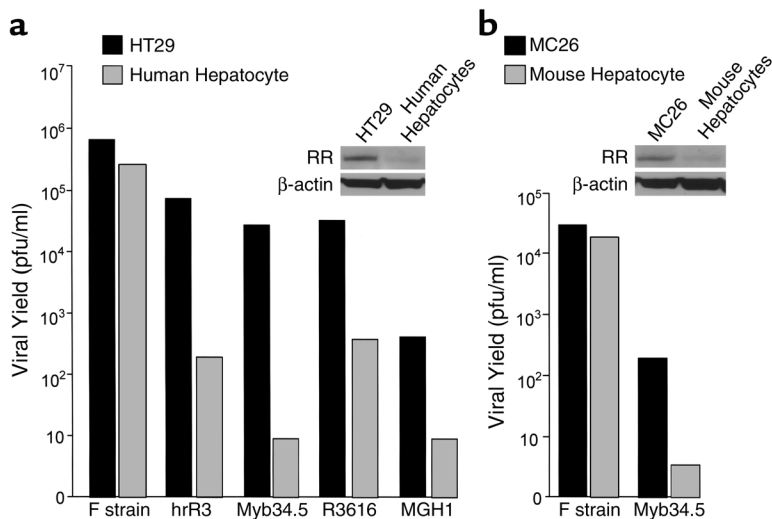 a
HT29
Human Hepatocyte
HT29
Human
Hepatocytes
RR
β-actin
Viral Yield (pfu/ml)
10⁷
10⁶
10⁵
10⁴
10³
10²
10
0
F strain hrR3 Myb34.5 R3616 MGH1
b
MC26
Mouse Hepatocyte
MC26
Mouse
Hepatocytes
RR
β-actin
Viral Yield (pfu/ml)
10⁵
10⁴
10³
10²
10
0
F strain Myb34.5